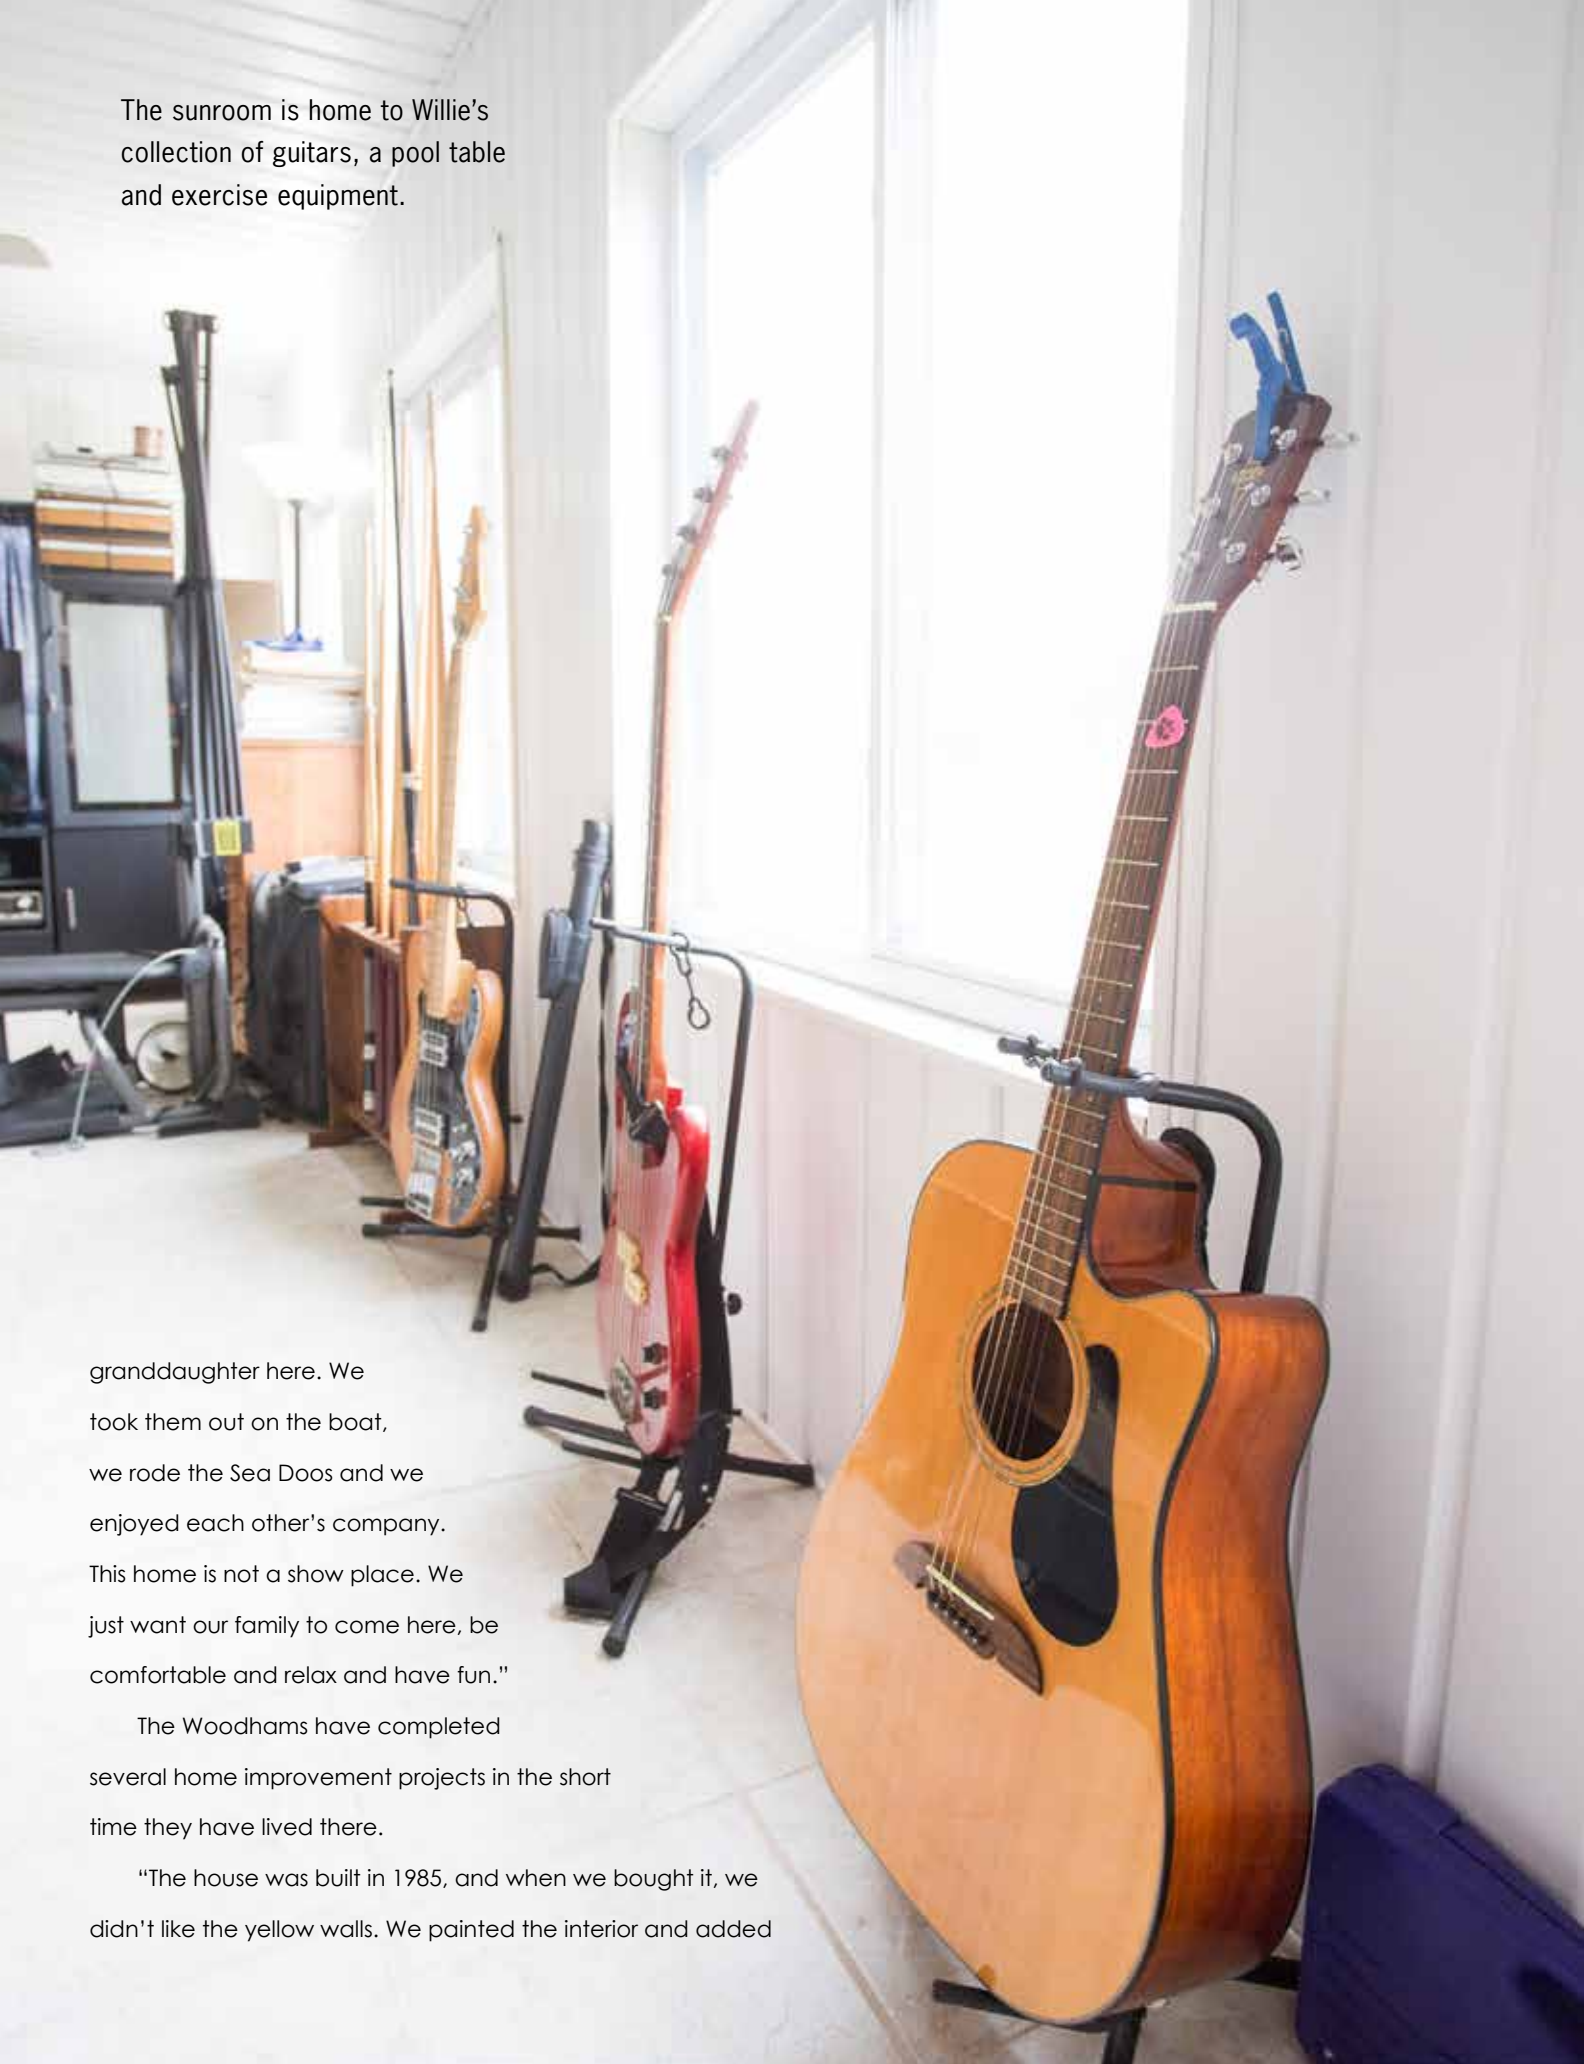 The sunroom is home to Willie’s
collection of guitars, a pool table
and exercise equipment.
granddaughter here. We
took them out on the boat,
we rode the Sea Doos and we
enjoyed each other’s company.
This home is not a show place. We
just want our family to come here, be
comfortable and relax and have fun.”
The Woodhams have completed
several home improvement projects in the short
time they have lived there.
“The house was built in 1985, and when we bought it, we
didn’t like the yellow walls. We painted the interior and added